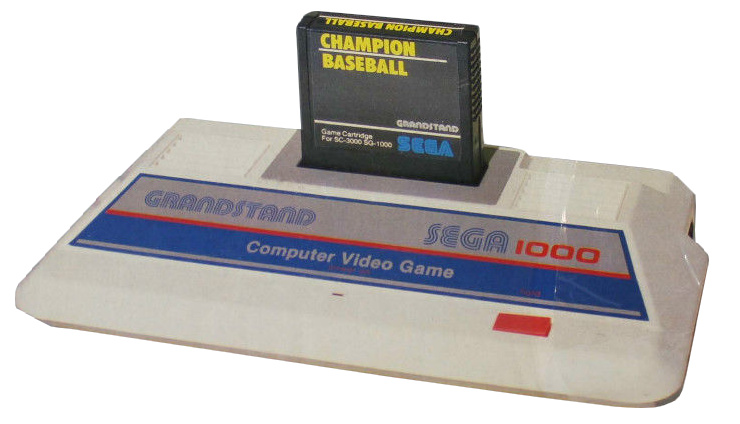 CHAMPION BASEBALL
CHAMPION
BASEBALL
GRANDSTAND
Game Cartridge
For SC-3000 SG-1000
SEGA
GRANDSTAND
SEGA 1000
Computer Video Game